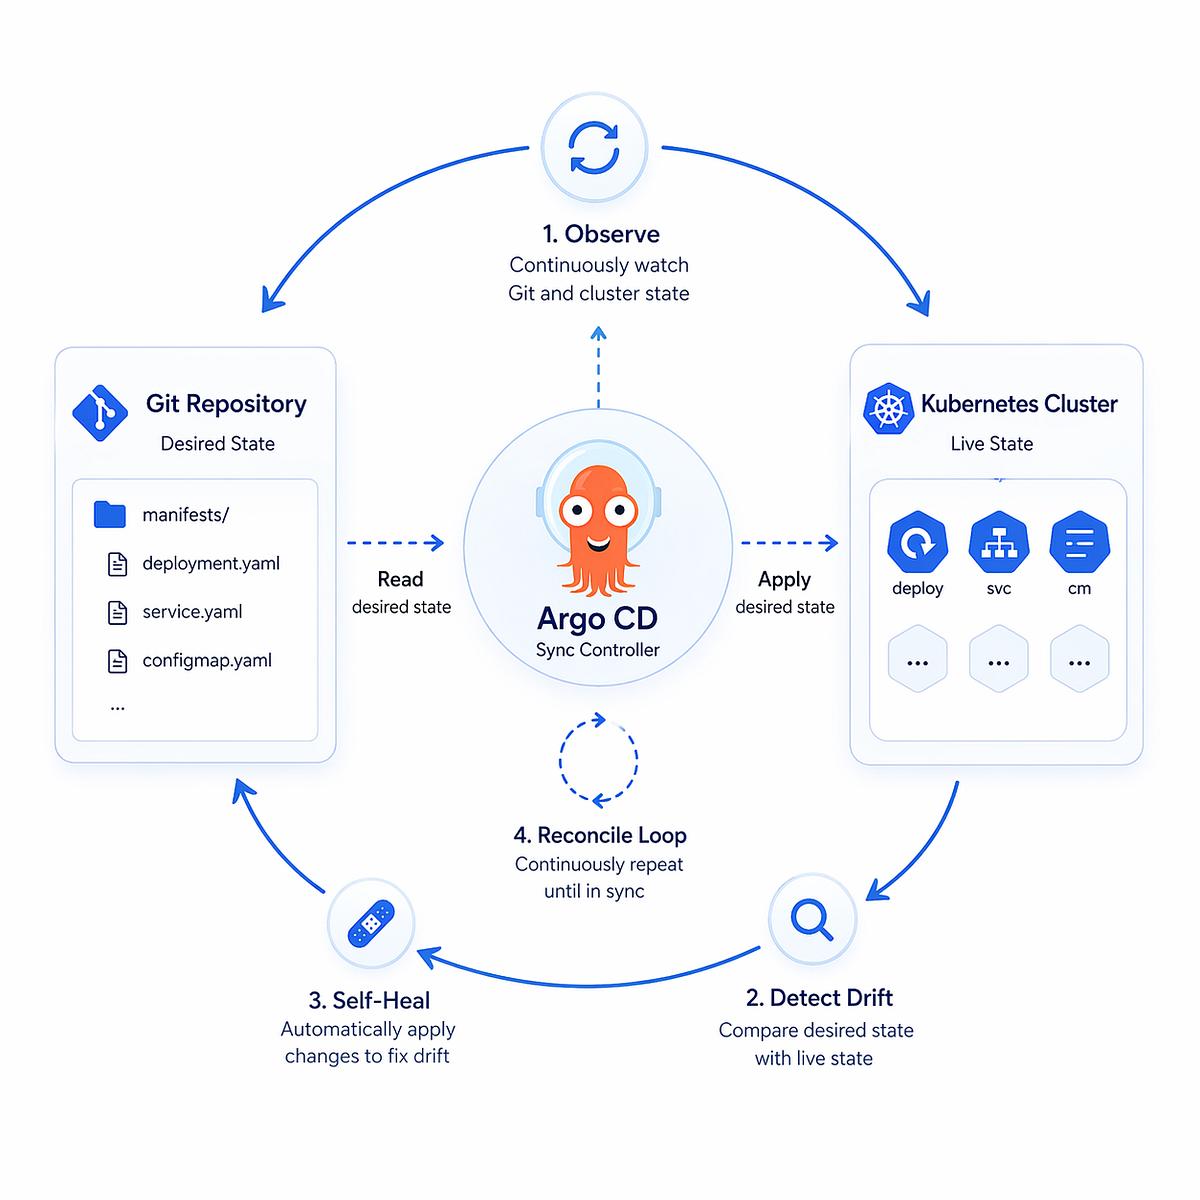 1. Observe
Continuously watch
Git and cluster state
Git Repository
Desired State
manifests/
deployment.yaml
service.yaml
configmap.yaml
...
Read
desired state
Argo CD
Sync Controller
Apply
desired state
Kubernetes Cluster
Live State
deploy
svc
cm
...
...
...
4. Reconcile Loop
Continuously repeat
until in sync
3. Self-Heal
Automatically apply
changes to fix drift
2. Detect Drift
Compare desired state
with live state